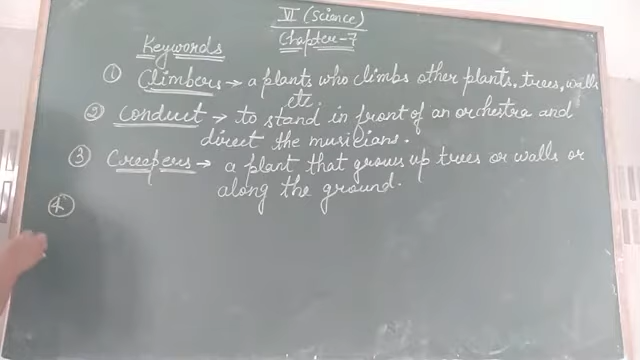 VI (Science)
Chapter-7
Keywords
① Climbers → a plants who climbs other plants, trees, walls
etc.
② Conduct → to stand in front of an orchestra and
direct the musicians.
③ Creepers → a plant that grows up trees or walls or
along the ground.
④